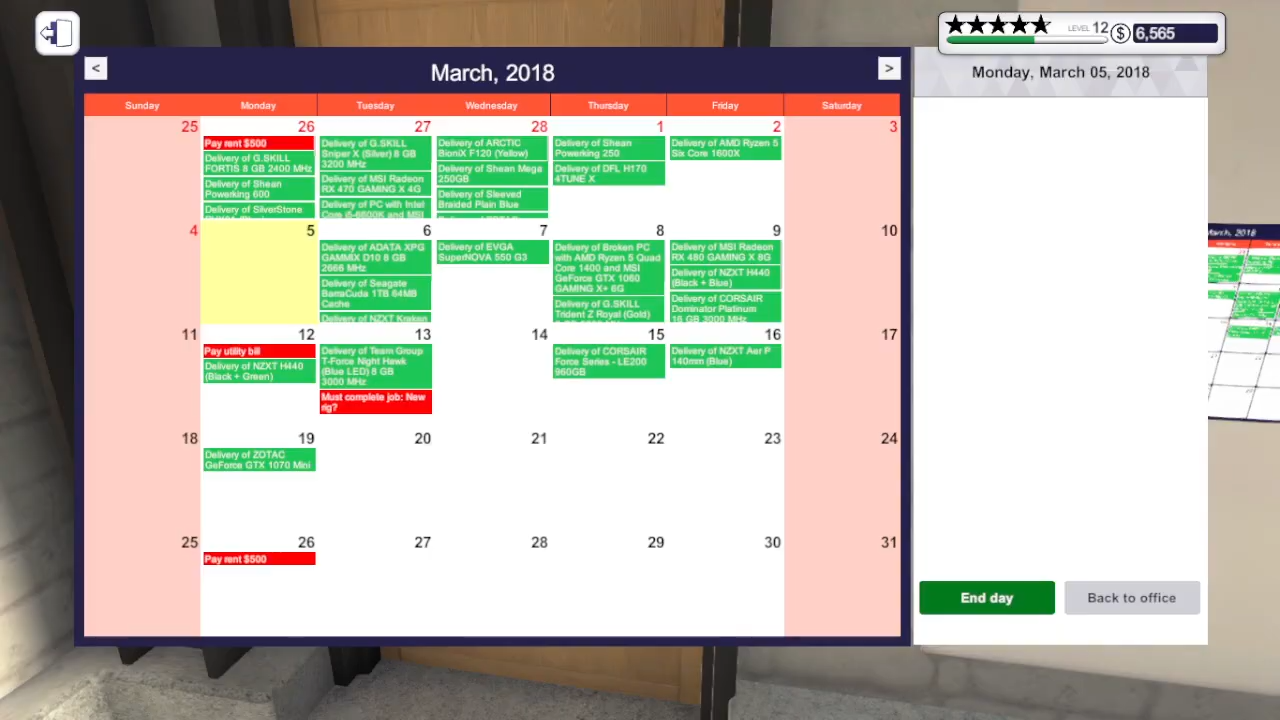 LEVEL 12
$ 6,565
< March, 2018 >
Monday, March 05, 2018
Sunday Monday Tuesday Wednesday Thursday Friday Saturday
25
26
Pay rent $500
Delivery of G.SKILL
FORTIS 8 GB 2400 MHz
Delivery of Shean
Powerking 600
Delivery of SilverStone
27
Delivery of G.SKILL
Sniper X (Silver) 8 GB
3200 MHz
Delivery of MSI Radeon
RX 470 GAMING X 4G
Delivery of PC with Intel
Core i5-6600K and MSI
28
Delivery of ARCTIC
BioniX F120 (Yellow)
Delivery of Shean Mega
250GB
Delivery of Sleeved
Braided Plain Blue
1
Delivery of Shean
Powerking 250
Delivery of DFL H170
4TUNE X
2
Delivery of AMD Ryzen 5
Six Core 1600X
3
4
5
6
Delivery of ADATA XPG
GAMMIX D10 8 GB
2666 MHz
Delivery of Seagate
BarraCuda 1TB 64MB
Cache
Delivery of NZXT Kraken
7
Delivery of EVGA
SuperNOVA 550 G3
8
Delivery of Broken PC
with AMD Ryzen 5 Quad
Core 1400 and MSI
GeForce GTX 1060
GAMING X+ 6G
Delivery of G.SKILL
Trident Z Royal (Gold)
9
Delivery of MSI Radeon
RX 480 GAMING X 8G
Delivery of NZXT H440
(Black + Blue)
Delivery of CORSAIR
Dominator Platinum
16 GB 3000 MHz
10
11
12
Pay utility bill
Delivery of NZXT H440
(Black + Green)
13
Delivery of Team Group
T-Force Night Hawk
(Blue LED) 8 GB
3000 MHz
Must complete job: New
rig?
14
15
Delivery of CORSAIR
Force Series - LE200
960GB
16
Delivery of NZXT Aer P
140mm (Blue)
17
18
19
Delivery of ZOTAC
GeForce GTX 1070 Mini
20
21
22
23
24
25
26
Pay rent $500
27
28
29
30
31
End day
Back to office
March, 2018